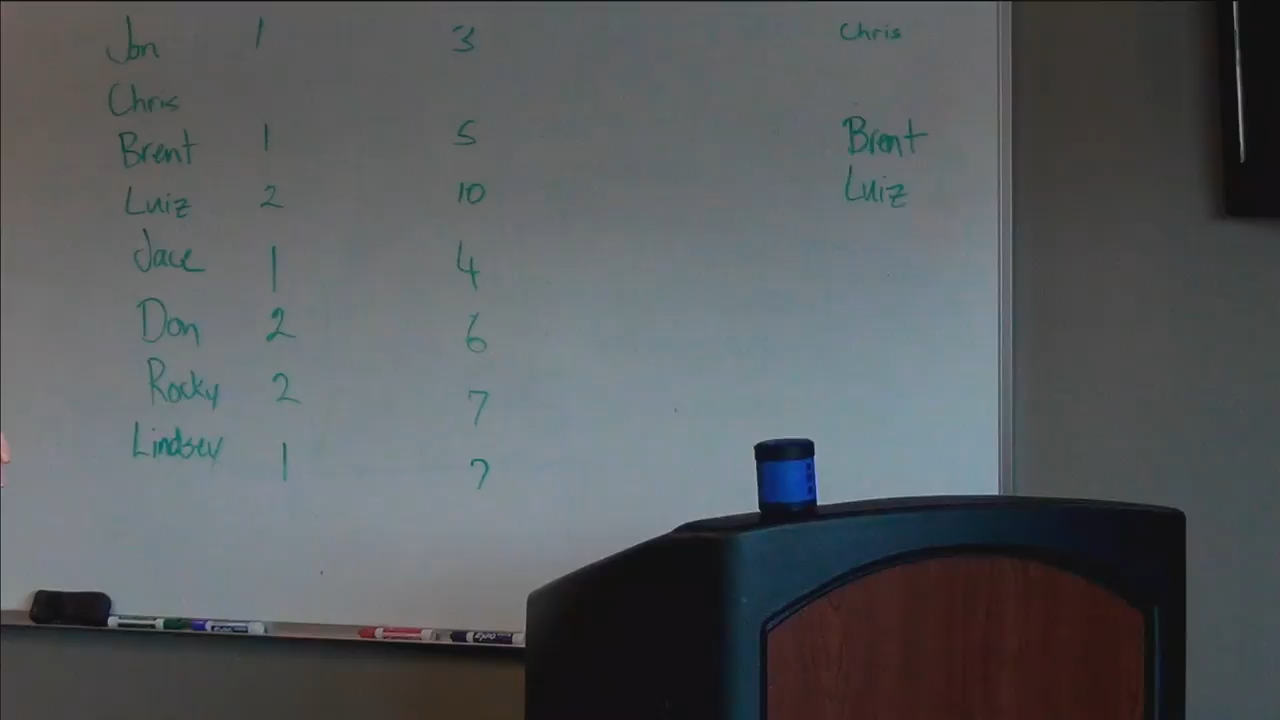 Jon 1 3 Chris
Chris
Brent 1 5 Brent
Luiz 2 10 Luiz
Jace 1 4
Don 2 6
Rocky 2 7
Lindsey 1 7